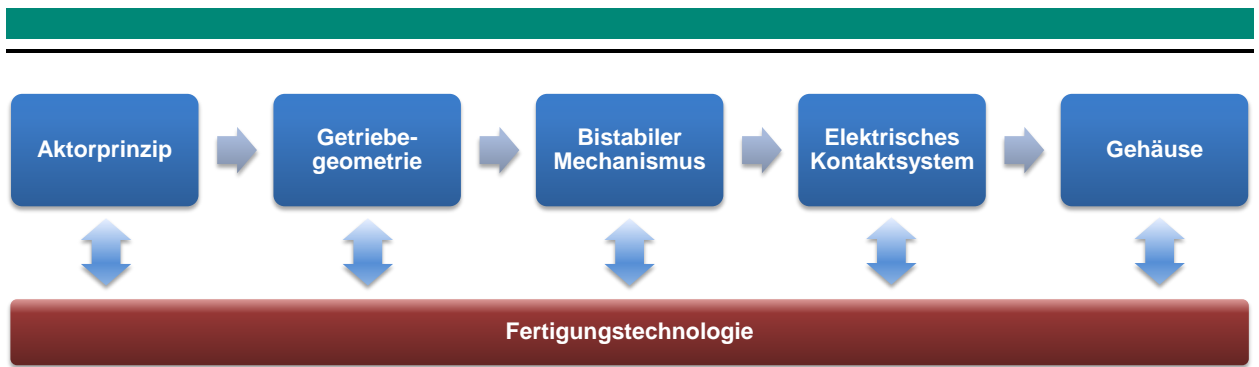 Aktorprinzip
Getriebe-
geometrie
Bistabiler
Mechanismus
Elektrisches
Kontaktsystem
Gehäuse
Fertigungstechnologie